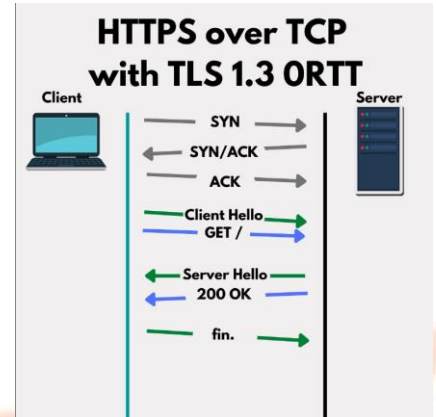 HTTPS over TCP
with TLS 1.3 0RTT
Client
Server
SYN
SYN/ACK
ACK
Client Hello
GET /
Server Hello
200 OK
fin.